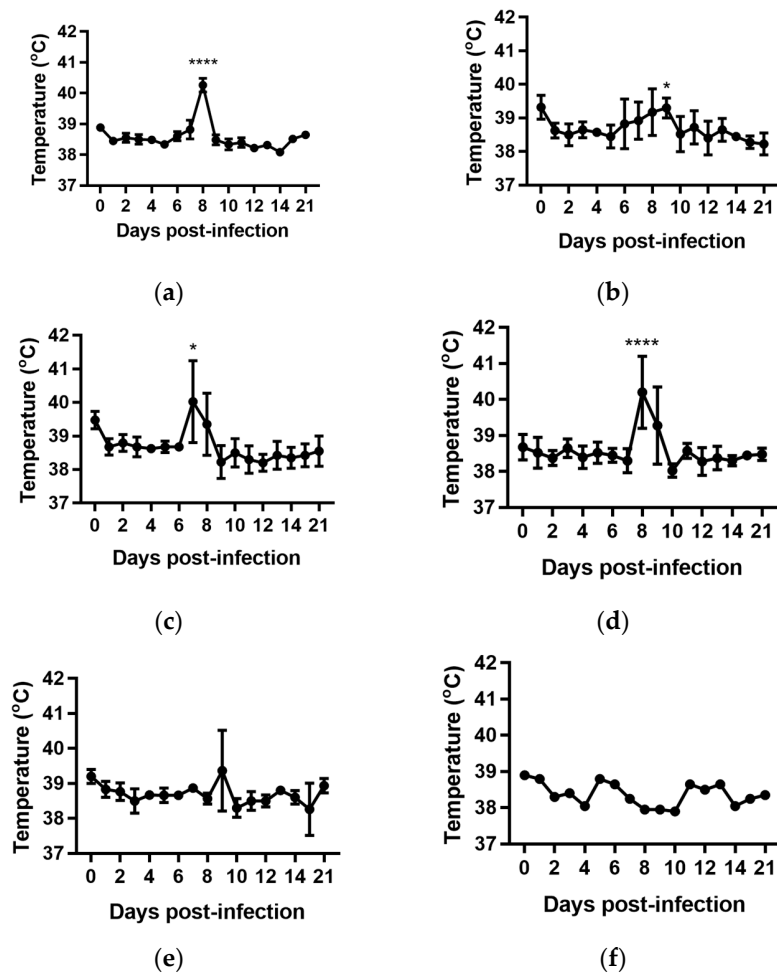 42
41
40
39
38
37
Temperature (°C)
****
0 2 4 6 8 10 12 14 21
Days post-infection
(a)
42
41
40
39
38
37
Temperature (°C)
*
0 2 4 6 8 10 12 14 21
Days post-infection
(b)
42
41
40
39
38
37
Temperature (°C)
*
0 2 4 6 8 10 12 14 21
Days post-infection
(c)
42
41
40
39
38
37
Temperature (°C)
****
0 2 4 6 8 10 12 14 21
Days post-infection
(d)
42
41
40
39
38
37
Temperature (°C)
0 2 4 6 8 10 12 14 21
Days post-infection
(e)
42
41
40
39
38
37
Temperature (°C)
0 2 4 6 8 10 12 14 21
Days post-infection
(f)